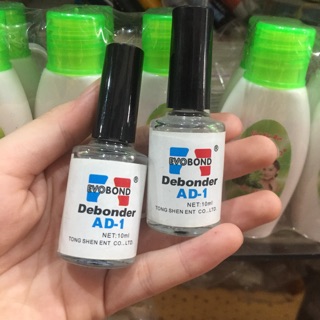 EVOBOND®
Debonder
AD-1
NET:10ml
TONG SHEN ENT. CO.,LTD.
EVOBOND®
Debonder
AD-1
NET:10ml
TONG SHEN ENT. CO.,LTD.